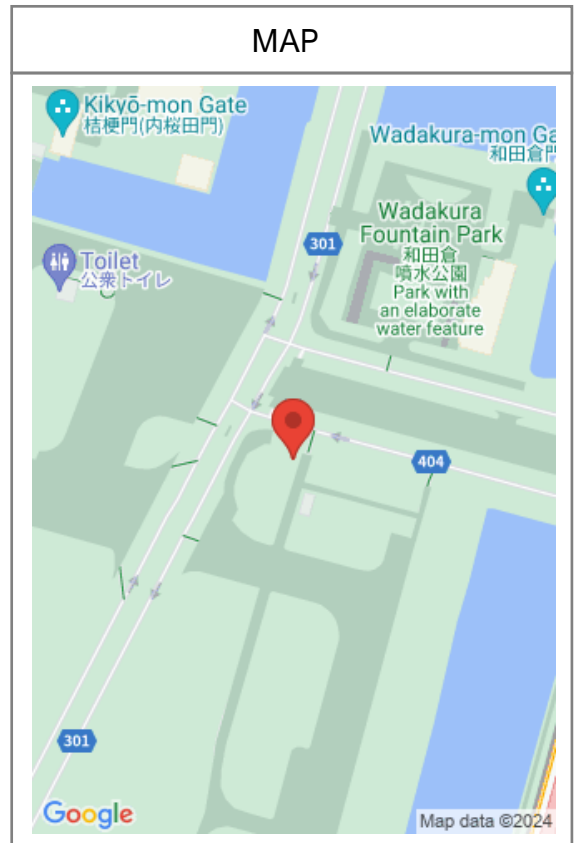 MAP
Kikyō-mon Gate
桔梗門(内桜田門)
Wadakura-mon Ga
和田倉門
301
Wadakura
Fountain Park
和田倉
噴水公園
Park with
an elaborate
water feature
Toilet
公衆トイレ
404
301
Google
Map data ©2024